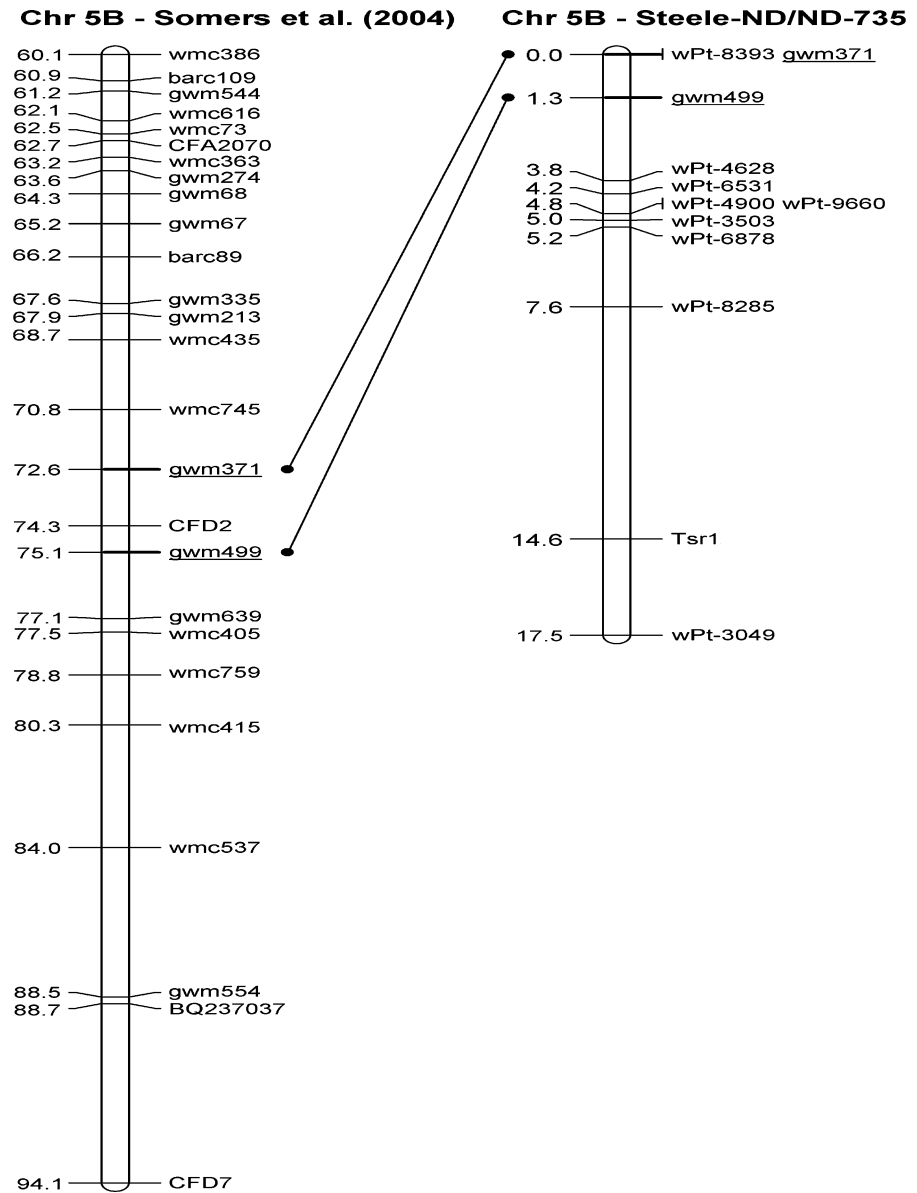 Chr 5B - Somers et al. (2004)
60.1 wmc386
60.9 barc109
61.2 gwm544
62.1 wmc616
62.5 wmc73
62.7 CFA2070
63.2 wmc363
63.6 gwm274
64.3 gwm68
65.2 gwm67
66.2 barc89
67.6 gwm335
67.9 gwm213
68.7 wmc435
70.8 wmc745
72.6 gwm371
74.3 CFD2
75.1 gwm499
77.1 gwm639
77.5 wmc405
78.8 wmc759
80.3 wmc415
84.0 wmc537
88.5 gwm554
88.7 BQ237037
94.1 CFD7
Chr 5B - Steele-ND/ND-735
0.0 wPt-8393 gwm371
1.3 gwm499
3.8 wPt-4628
4.2 wPt-6531
4.8 wPt-4900 wPt-9660
5.0 wPt-3503
5.2 wPt-6878
7.6 wPt-8285
14.6 Tsr1
17.5 wPt-3049